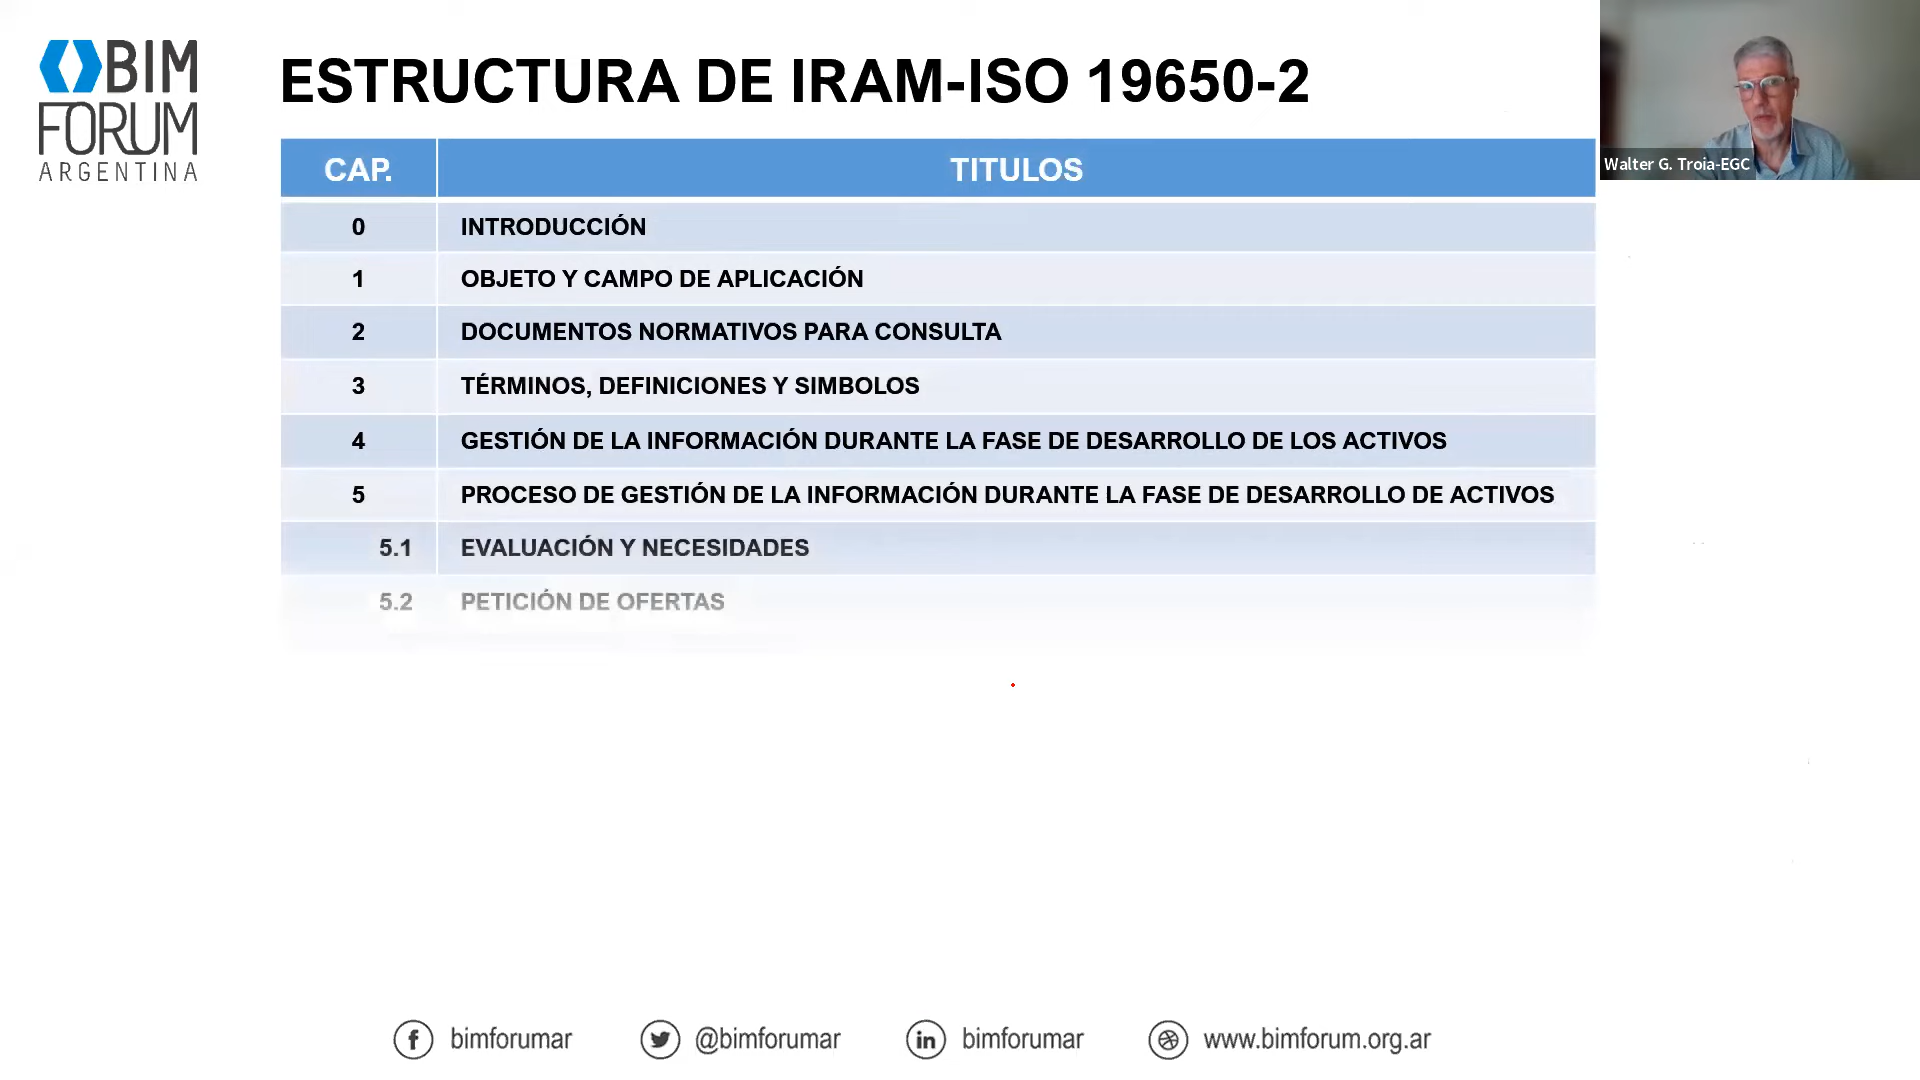 BIM
FORUM
ARGENTINA
ESTRUCTURA DE IRAM-ISO 19650-2
CAP. TITULOS
0 INTRODUCCIÓN
1 OBJETO Y CAMPO DE APLICACIÓN
2 DOCUMENTOS NORMATIVOS PARA CONSULTA
3 TÉRMINOS, DEFINICIONES Y SIMBOLOS
4 GESTIÓN DE LA INFORMACIÓN DURANTE LA FASE DE DESARROLLO DE LOS ACTIVOS
5 PROCESO DE GESTIÓN DE LA INFORMACIÓN DURANTE LA FASE DE DESARROLLO DE ACTIVOS
5.1 EVALUACIÓN Y NECESIDADES
5.2 PETICIÓN DE OFERTAS
Walter G. Troia-EGC
bimforumar @bimforumar bimforumar www.bimforum.org.ar